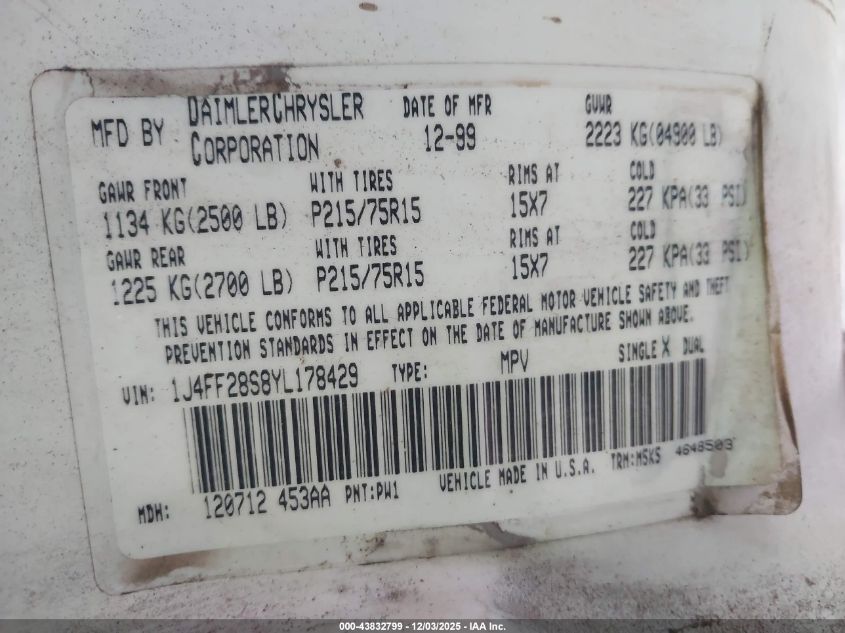 MFD BY DAIMLERCHRYSLER CORPORATION DATE OF MFR 12-99 GVWR 2223 KG(04900 LB)
GAWR FRONT WITH TIRES RIMS AT COLD
1134 KG(2500 LB) P215/75R15 15X7 227 KPA(33 PSI)
GAWR REAR WITH TIRES RIMS AT COLD
1225 KG(2700 LB) P215/75R15 15X7 227 KPA(33 PSI)
THIS VEHICLE CONFORMS TO ALL APPLICABLE FEDERAL MOTOR VEHICLE SAFETY AND THEFT
PREVENTION STANDARDS IN EFFECT ON THE DATE OF MANUFACTURE SHOWN ABOVE.
VIN: 1J4FF28S8YL178429 TYPE: MPV SINGLE X DUAL
MDH: 120712 453AA PNT:PW1 VEHICLE MADE IN U.S.A. TRM:MSK5 4648503
000-43832799 - 12/03/2025 - IAA Inc.